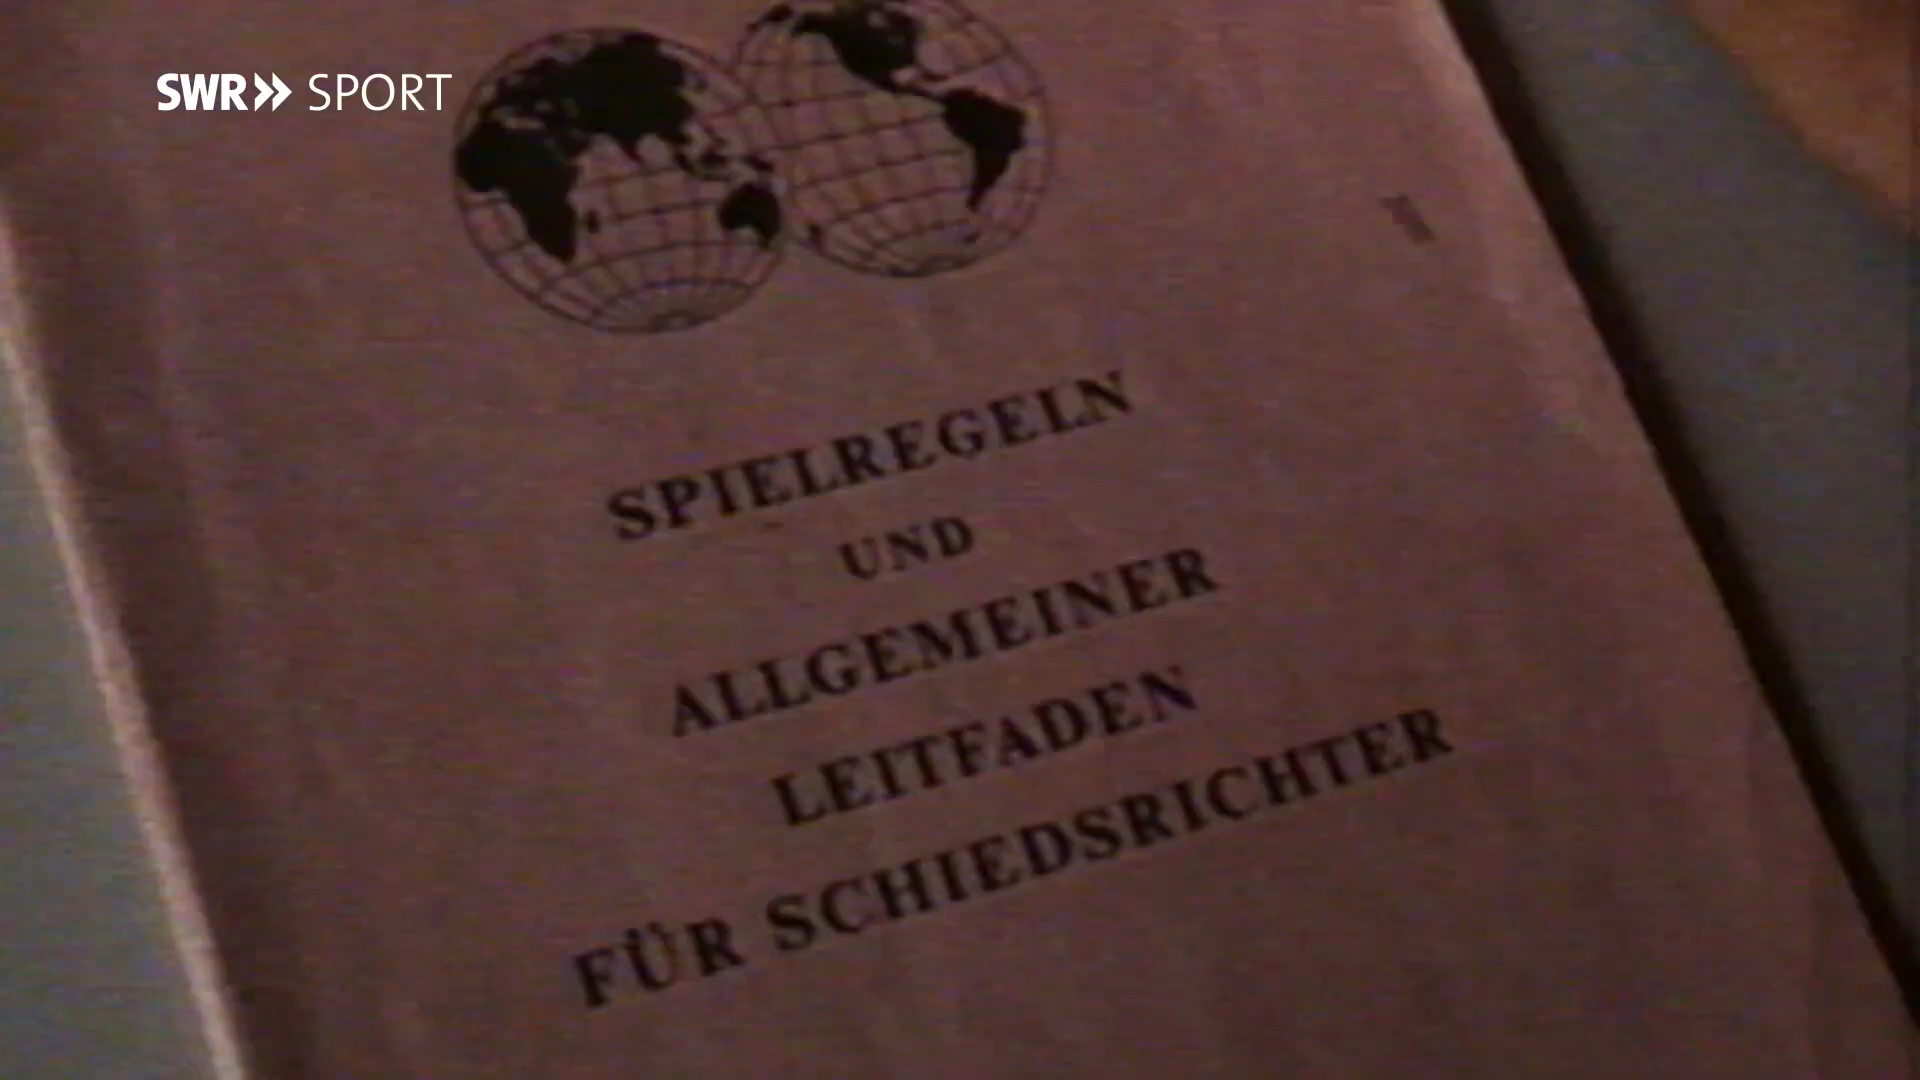 SWR» SPORT
SPIELREGELN
UND
ALLGEMEINER
LEITFADEN
FÜR SCHIEDSRICHTER